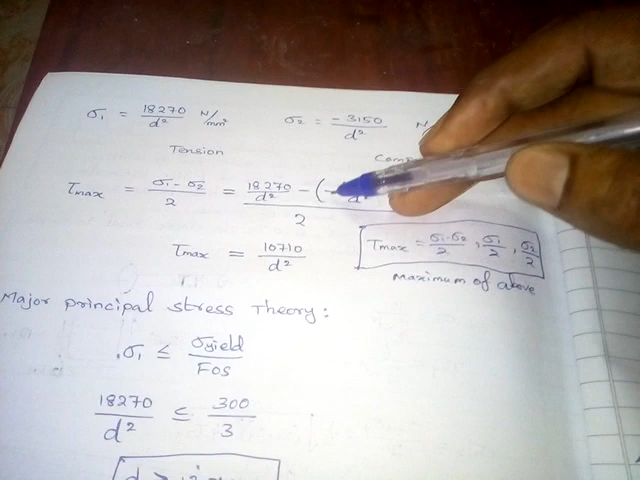 σ1 = 18270/d² N/mm² σ2 = -3150/d²
Tension
τmax = (σ1 - σ2)/2 = (18270/d² - (-
τmax = 10710/d²
τmax = (σ1-σ2)/2, σ1/2, σ2/2
maximum of above
Major principal stress Theory:
σ1 ≤ σyield/FOS
18270/d² ≤ 300/3